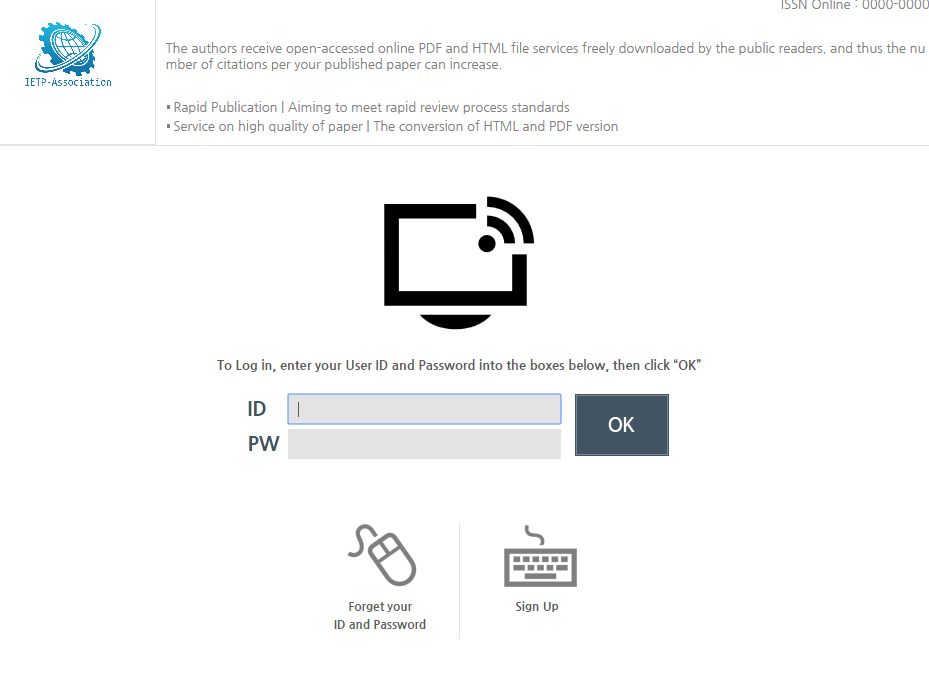 ISSN Online : 0000-0000
IETP-Association
The authors receive open-accessed online PDF and HTML file services freely downloaded by the public readers, and thus the nu
mber of citations per your published paper can increase.
▪ Rapid Publication | Aiming to meet rapid review process standards
▪ Service on high quality of paper | The conversion of HTML and PDF version
To Log in, enter your User ID and Password into the boxes below, then click “OK”
ID
OK
PW
Forget your
ID and Password
Sign Up